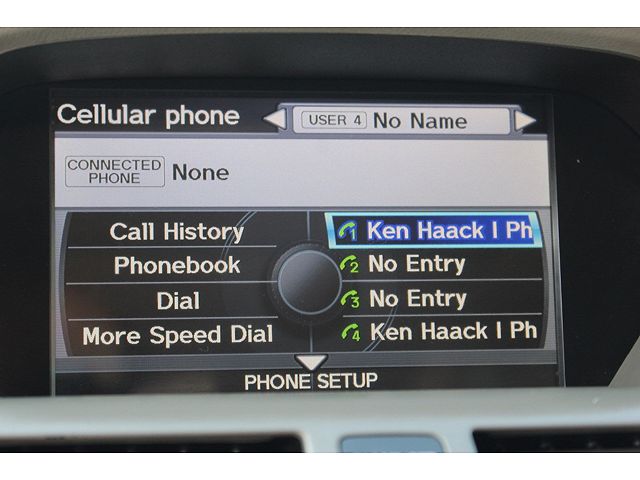 Cellular phone
USER 4 No Name
CONNECTED PHONE None
Call History
1 Ken Haack I Ph
Phonebook
2 No Entry
Dial
3 No Entry
More Speed Dial
4 Ken Haack I Ph
PHONE SETUP